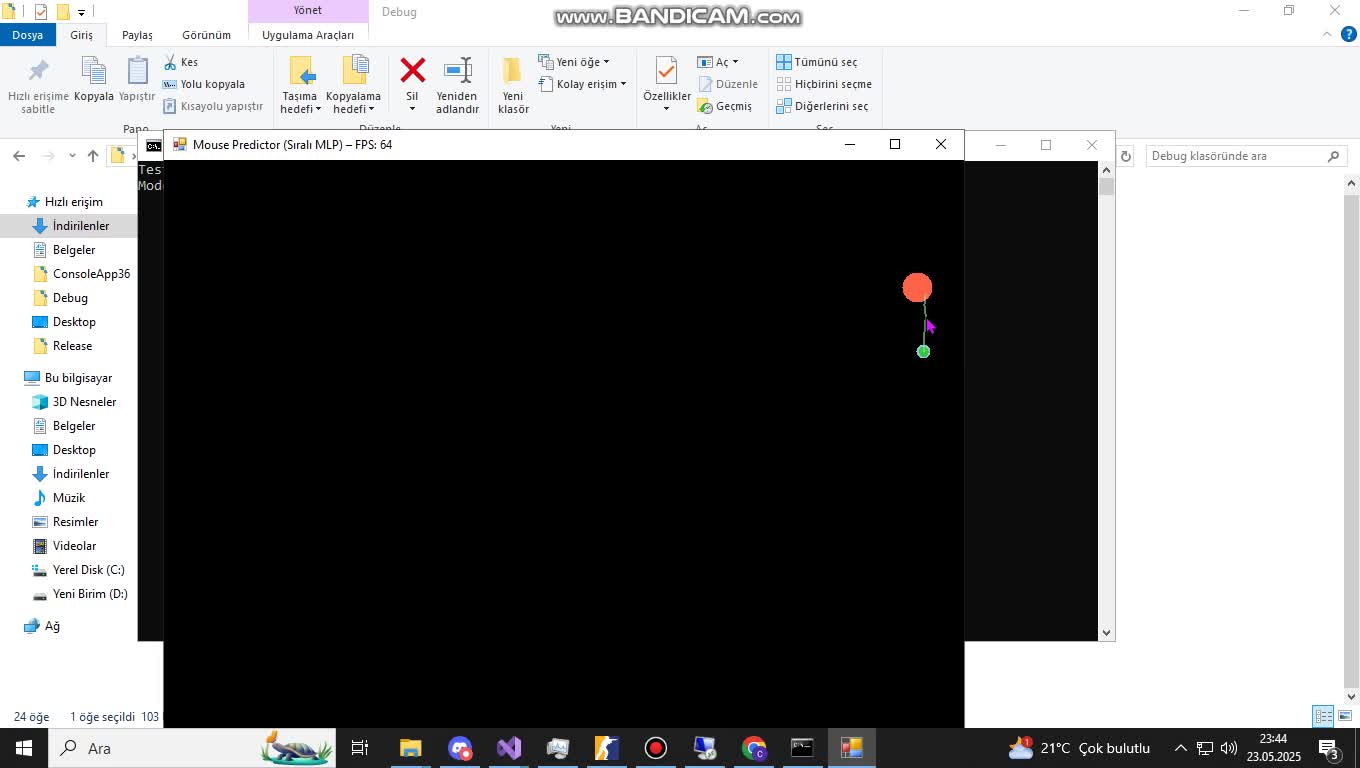 Yönet
Debug
www.BANDICAM.com
Dosya
Giriş
Paylaş
Görünüm
Uygulama Araçları
Hızlı erişime sabitle
Kopyala
Yapıştır
Kes
Yolu kopyala
Kısayolu yapıştır
Taşıma hedefi
Kopyalama hedefi
Sil
Yeniden adlandır
Yeni klasör
Yeni öğe
Kolay erişim
Özellikler
Aç
Düzenle
Geçmiş
Tümünü seç
Hiçbirini seçme
Diğerlerini seç
Pano
Düzenle
Yeni
Aç
Seç
Mouse Predictor (Sıralı MLP) – FPS: 64
Debug klasöründe ara
Hızlı erişim
İndirilenler
Belgeler
ConsoleApp36
Debug
Desktop
Release
Bu bilgisayar
3D Nesneler
Belgeler
Desktop
İndirilenler
Müzik
Resimler
Videolar
Yerel Disk (C:)
Yeni Birim (D:)
Ağ
24 öğe
1 öğe seçildi 103
Ara
21°C Çok bulutlu
23:44
23.05.2025
3